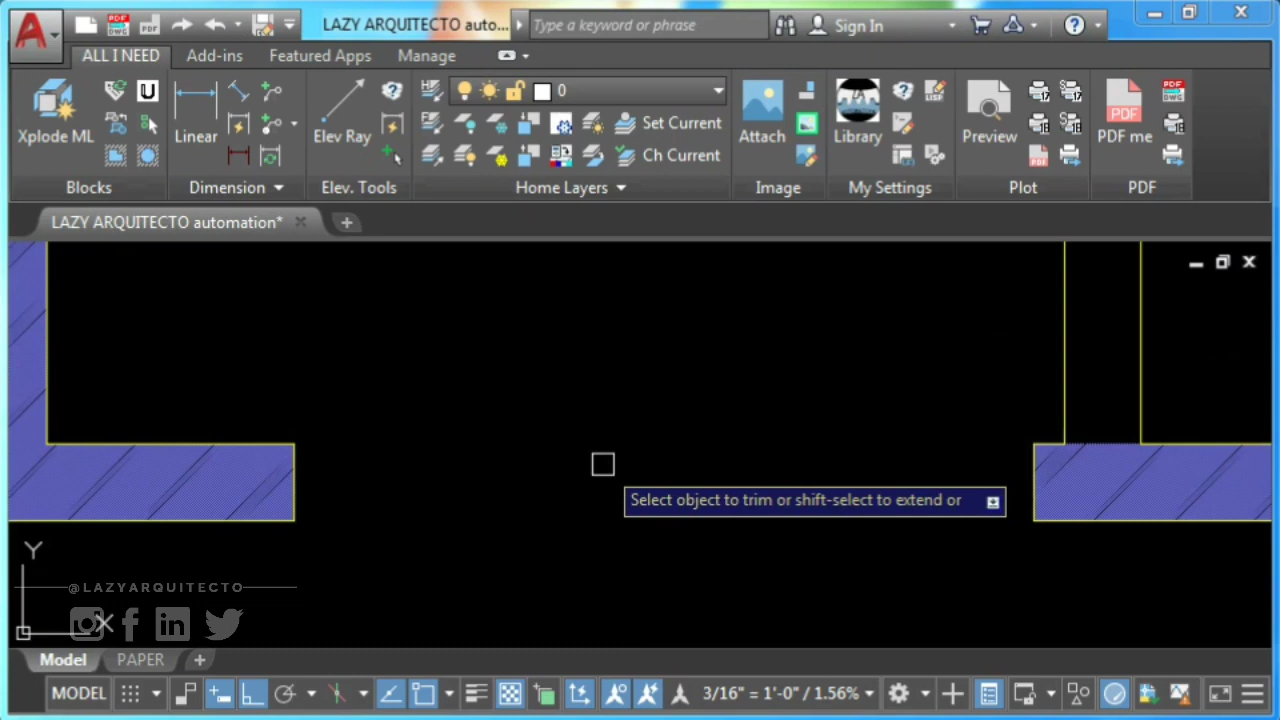 LAZY ARQUITECTO auto...
Type a keyword or phrase
Sign In
ALL I NEED
Add-ins
Featured Apps
Manage
0
Set Current
Ch Current
Xplode ML
Linear
Elev Ray
Attach
Library
LISP
Preview
PDF me
Blocks
Dimension
Elev. Tools
Home Layers
Image
My Settings
Plot
PDF
LAZY ARQUITECTO automation*
Select object to trim or shift-select to extend or
Y
@LAZYARQUITECTO
X
Model
PAPER
MODEL
3/16" = 1'-0" / 1.56%